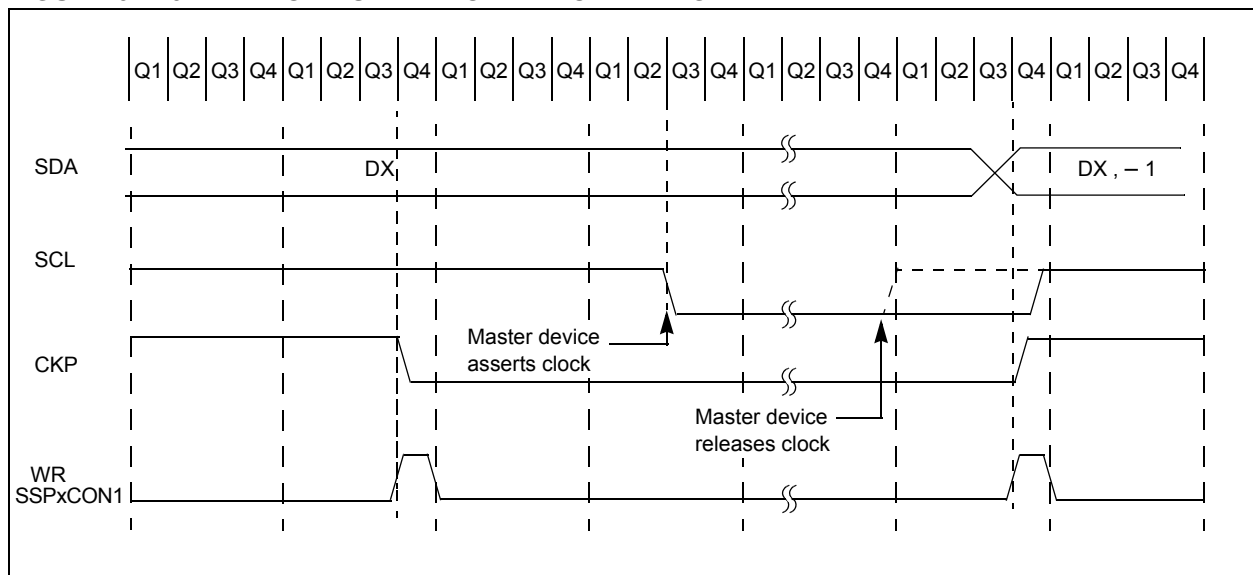 Q1 Q2 Q3 Q4 Q1 Q2 Q3 Q4 Q1 Q2 Q3 Q4 Q1 Q2 Q3 Q4 Q1 Q2 Q3 Q4 Q1 Q2 Q3 Q4 Q1 Q2 Q3 Q4
SDA
DX
DX , – 1
SCL
Master device
asserts clock
CKP
Master device
releases clock
WR
SSPxCON1